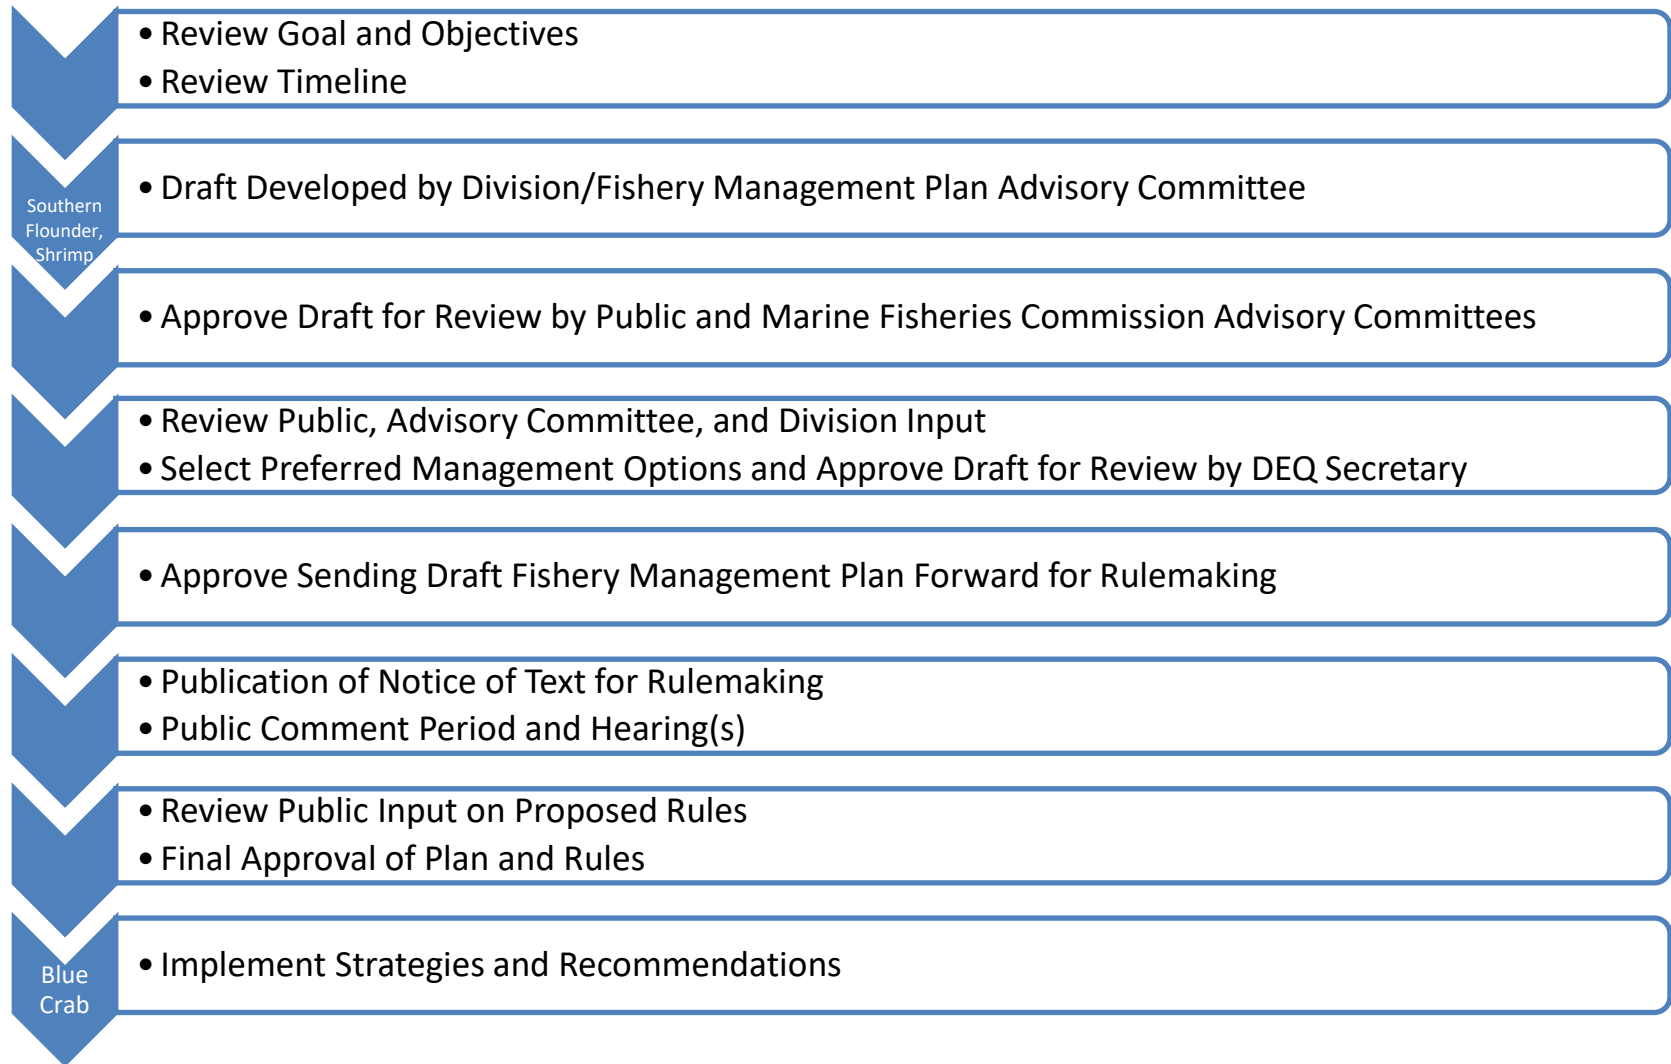 • Review Goal and Objectives
• Review Timeline
Southern
Flounder,
Shrimp
• Draft Developed by Division/Fishery Management Plan Advisory Committee
• Approve Draft for Review by Public and Marine Fisheries Commission Advisory Committees
• Review Public, Advisory Committee, and Division Input
• Select Preferred Management Options and Approve Draft for Review by DEQ Secretary
• Approve Sending Draft Fishery Management Plan Forward for Rulemaking
• Publication of Notice of Text for Rulemaking
• Public Comment Period and Hearing(s)
• Review Public Input on Proposed Rules
• Final Approval of Plan and Rules
Blue
Crab
• Implement Strategies and Recommendations